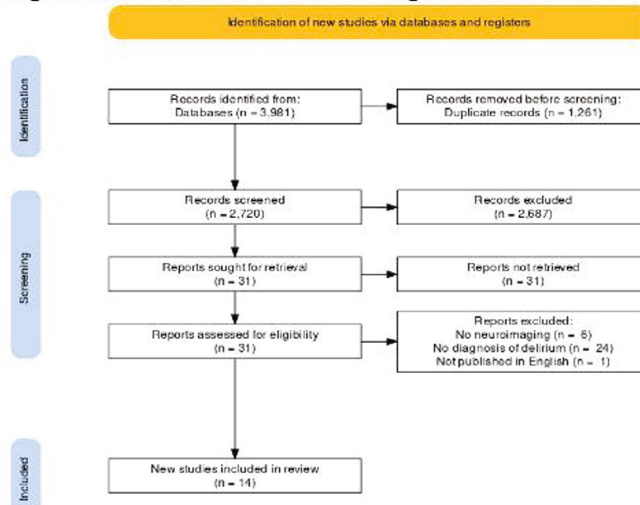 Identification of new studies via databases and registers
Identification
Records identified from:
Databases (n = 3,981)
Records removed before screening:
Duplicate records (n = 1,261)
Screening
Records screened
(n = 2,720)
Records excluded
(n = 2,687)
Reports sought for retrieval
(n = 31)
Reports not retrieved
(n = 31)
Reports assessed for eligibility
(n = 31)
Reports excluded:
No neuroimaging (n = 6)
No diagnosis of delirium (n = 24)
Not published in English (n = 1)
Included
New studies included in review
(n = 14)